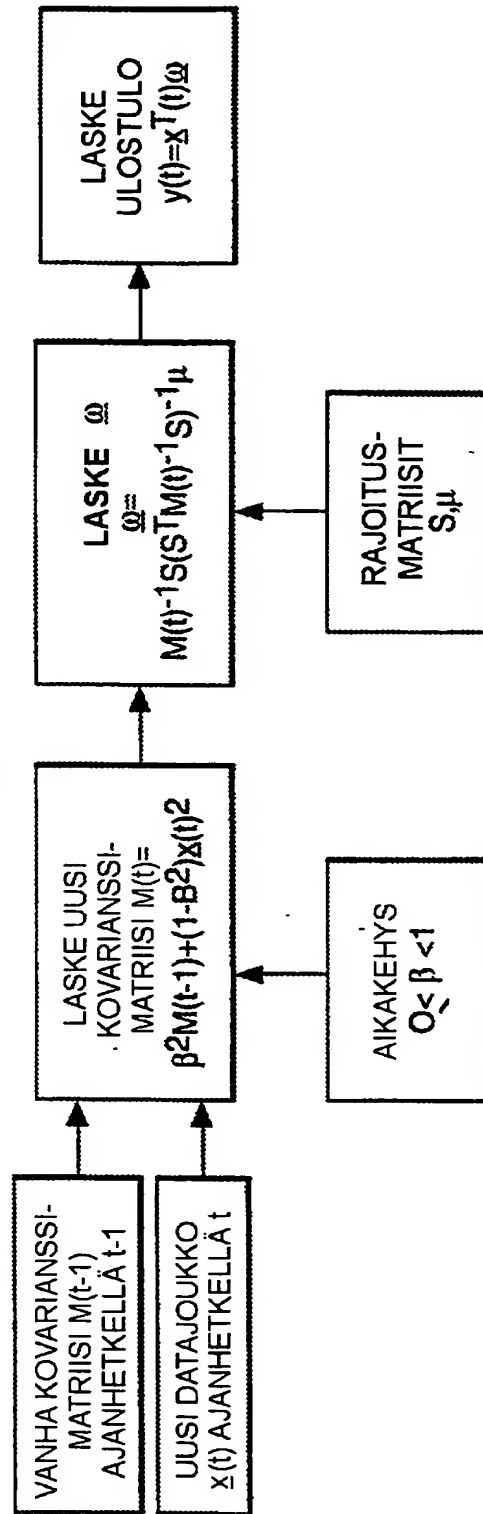 VANHA KOVARIANSSI-
MATRIISI M(t-1)
AJANHETKELLÄ t-1
UUSI DATAJOUKKO
x(t) AJANHETKELLÄ t
LASKE UUSI
KOVARIANSSI-
MATRIISI M(t)=
β²M(t-1)+(1-B²)x(t)²
AIKAKEHYS
0≤ β <1
LASKE ω
ω=
M(t)⁻¹S(SᵀM(t)⁻¹S)⁻¹μ
RAJOITUS-
MATRIISIT
S,μ
LASKE
ULOSTULO
y(t)=xᵀ(t)ω